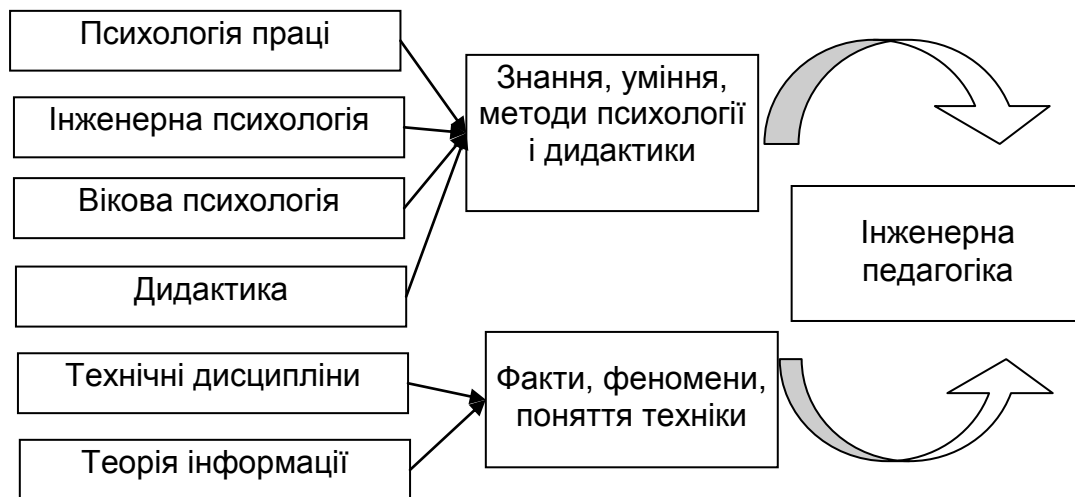 Психологія праці
Інженерна психологія
Вікова психологія
Дидактика
Технічні дисципліни
Теорія інформації
Знання, уміння,
методи психології
і дидактики
Факти, феномени,
поняття техніки
Інженерна
педагогіка